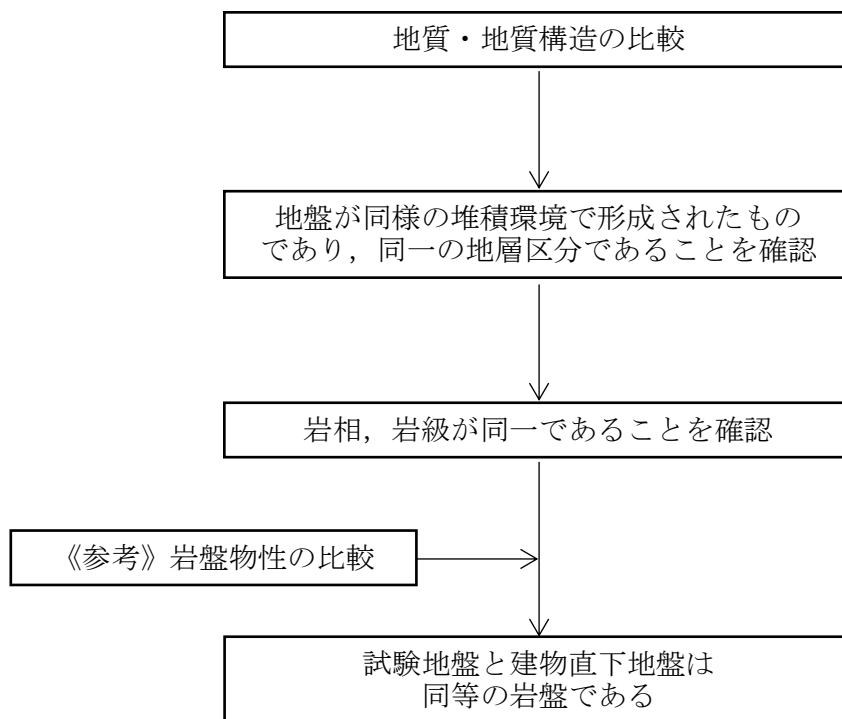 地質・地質構造の比較
地盤が同様の堆積環境で形成されたもの
であり，同一の地層区分であることを確認
岩相，岩級が同一であることを確認
《参考》岩盤物性の比較
試験地盤と建物直下地盤は
同等の岩盤である